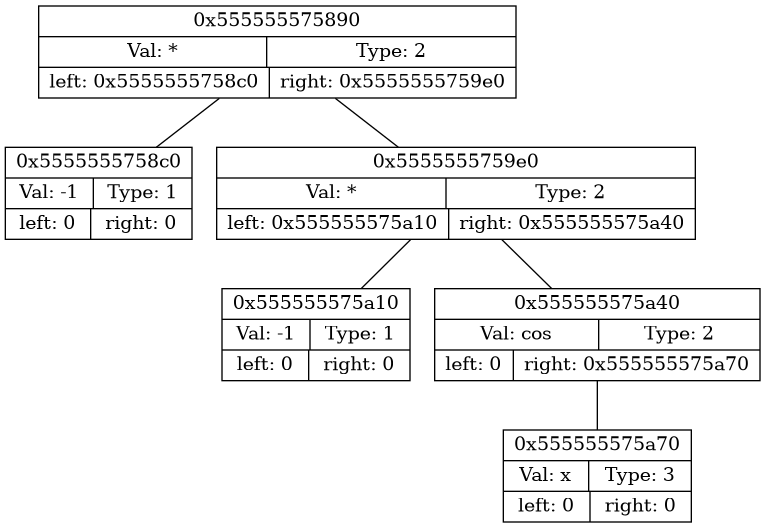 0x555555575890
Val: * Type: 2
left: 0x5555555758c0 right: 0x5555555759e0
0x5555555758c0
Val: -1 Type: 1
left: 0 right: 0
0x5555555759e0
Val: * Type: 2
left: 0x555555575a10 right: 0x555555575a40
0x555555575a10
Val: -1 Type: 1
left: 0 right: 0
0x555555575a40
Val: cos Type: 2
left: 0 right: 0x555555575a70
0x555555575a70
Val: x Type: 3
left: 0 right: 0